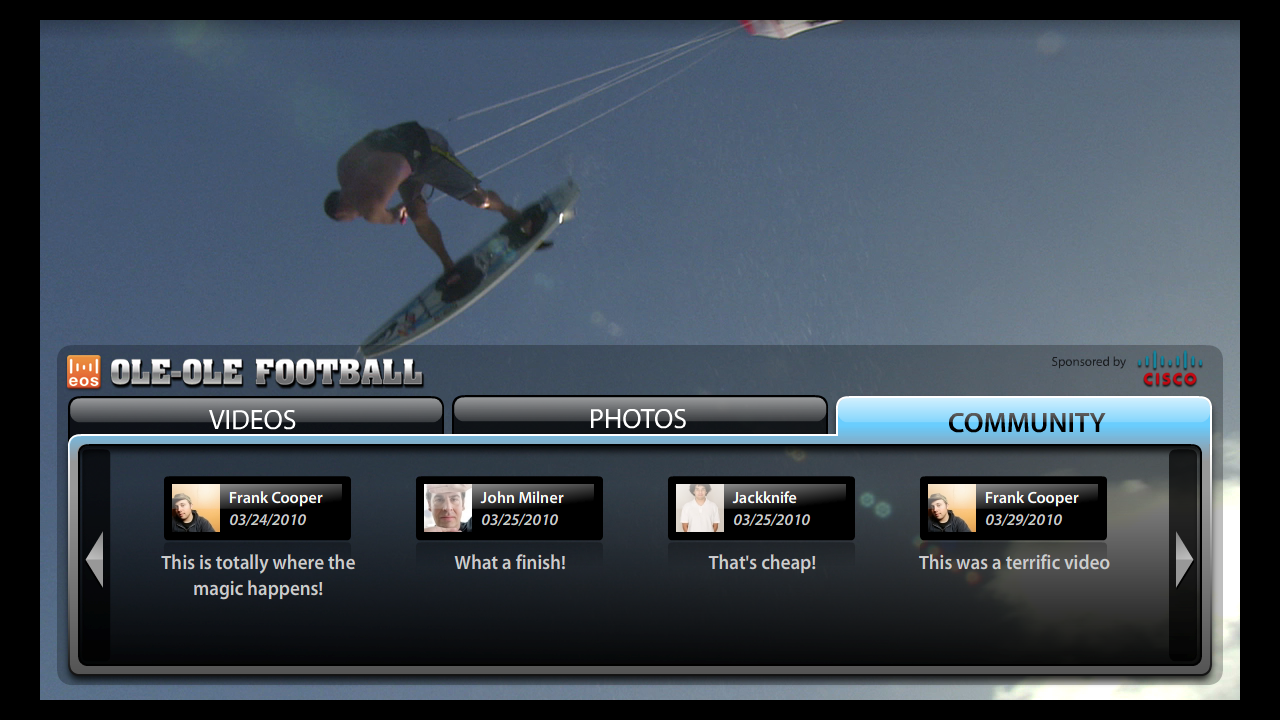 eos
OLE-OLE FOOTBALL
Sponsored by
CISCO
VIDEOS
PHOTOS
COMMUNITY
Frank Cooper
03/24/2010
This is totally where the
magic happens!
John Milner
03/25/2010
What a finish!
Jackknife
03/25/2010
That's cheap!
Frank Cooper
03/29/2010
This was a terrific video